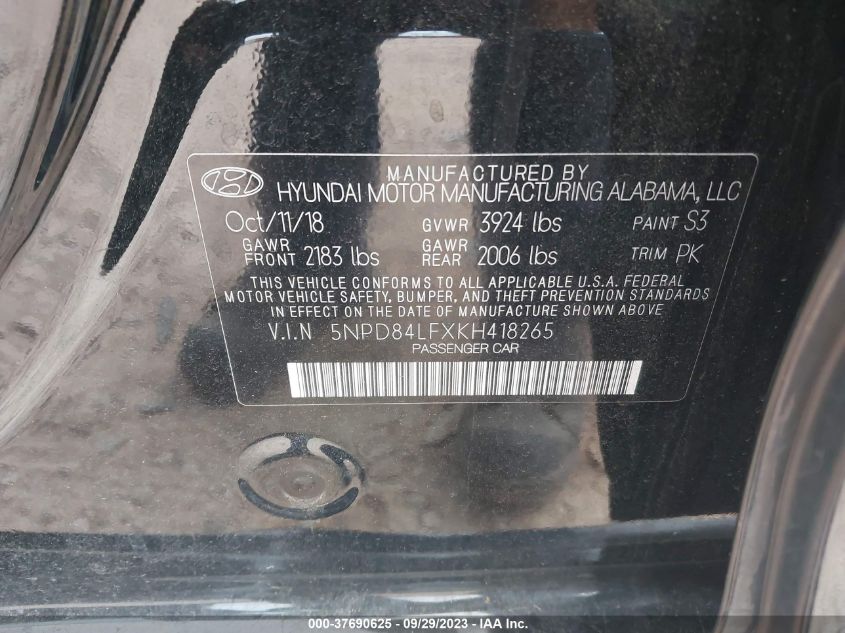 MANUFACTURED BY
HYUNDAI MOTOR MANUFACTURING ALABAMA, LLC
Oct/11/18 GVWR 3924 lbs PAINT S3
GAWR FRONT 2183 lbs GAWR REAR 2006 lbs TRIM PK
THIS VEHICLE CONFORMS TO ALL APPLICABLE U.S.A. FEDERAL
MOTOR VEHICLE SAFETY, BUMPER, AND THEFT PREVENTION STANDARDS
IN EFFECT ON THE DATE OF MANUFACTURE SHOWN ABOVE
V.I.N 5NPD84LFXKH418265
PASSENGER CAR
000-37690625 - 09/29/2023 - IAA Inc.